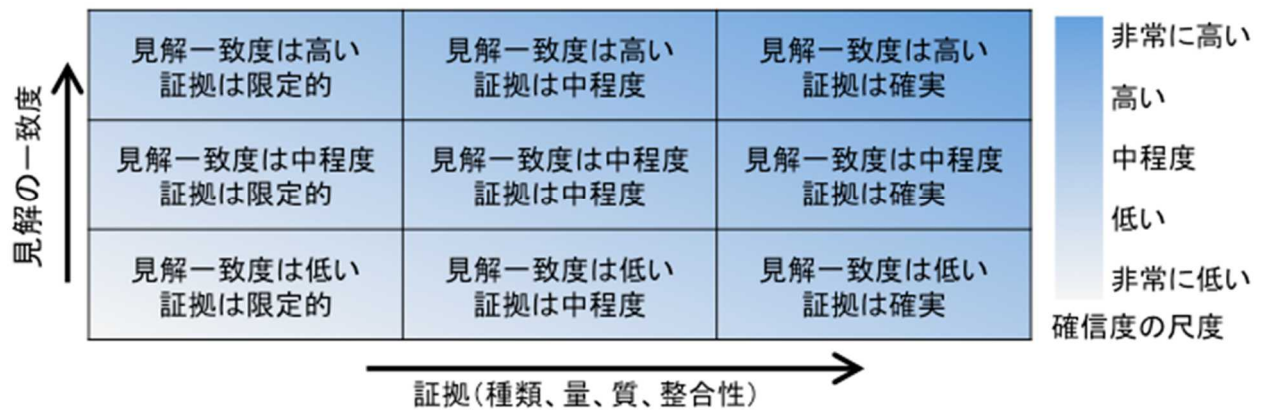 見解の一致度
見解一致度は高い
証拠は限定的
見解一致度は高い
証拠は中程度
見解一致度は高い
証拠は確実
見解一致度は中程度
証拠は限定的
見解一致度は中程度
証拠は中程度
見解一致度は中程度
証拠は確実
見解一致度は低い
証拠は限定的
見解一致度は低い
証拠は中程度
見解一致度は低い
証拠は確実
証拠(種類、量、質、整合性)
非常に高い
高い
中程度
低い
非常に低い
確信度の尺度